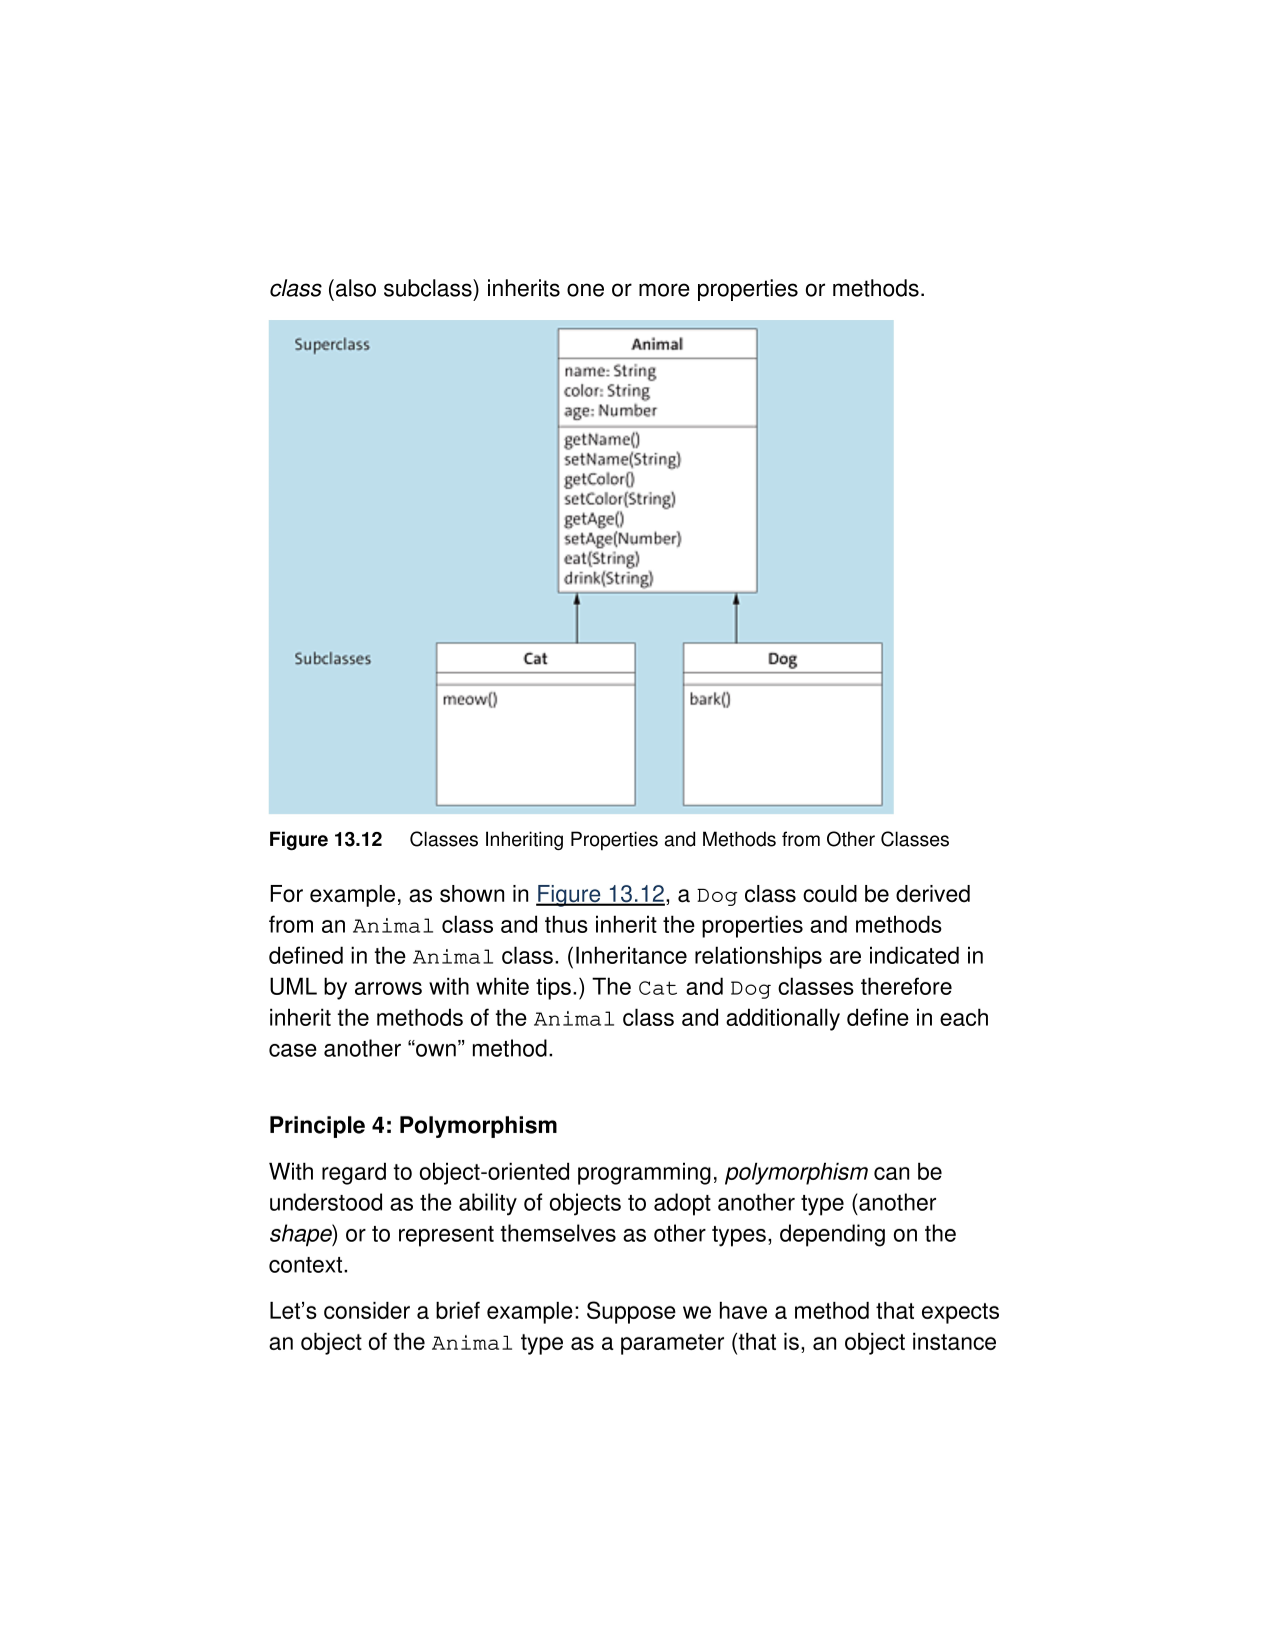 class (also subclass) inherits one or more properties or methods.
Superclass
Animal
name: String
color: String
age: Number
getName()
setName(String)
getColor()
setColor(String)
getAge()
setAge(Number)
eat(String)
drink(String)
Subclasses
Cat
meow()
Dog
bark()
Figure 13.12 Classes Inheriting Properties and Methods from Other Classes
For example, as shown in Figure 13.12, a Dog class could be derived
from an Animal class and thus inherit the properties and methods
defined in the Animal class. (Inheritance relationships are indicated in
UML by arrows with white tips.) The Cat and Dog classes therefore
inherit the methods of the Animal class and additionally define in each
case another “own” method.
Principle 4: Polymorphism
With regard to object-oriented programming, polymorphism can be
understood as the ability of objects to adopt another type (another
shape) or to represent themselves as other types, depending on the
context.
Let’s consider a brief example: Suppose we have a method that expects
an object of the Animal type as a parameter (that is, an object instance